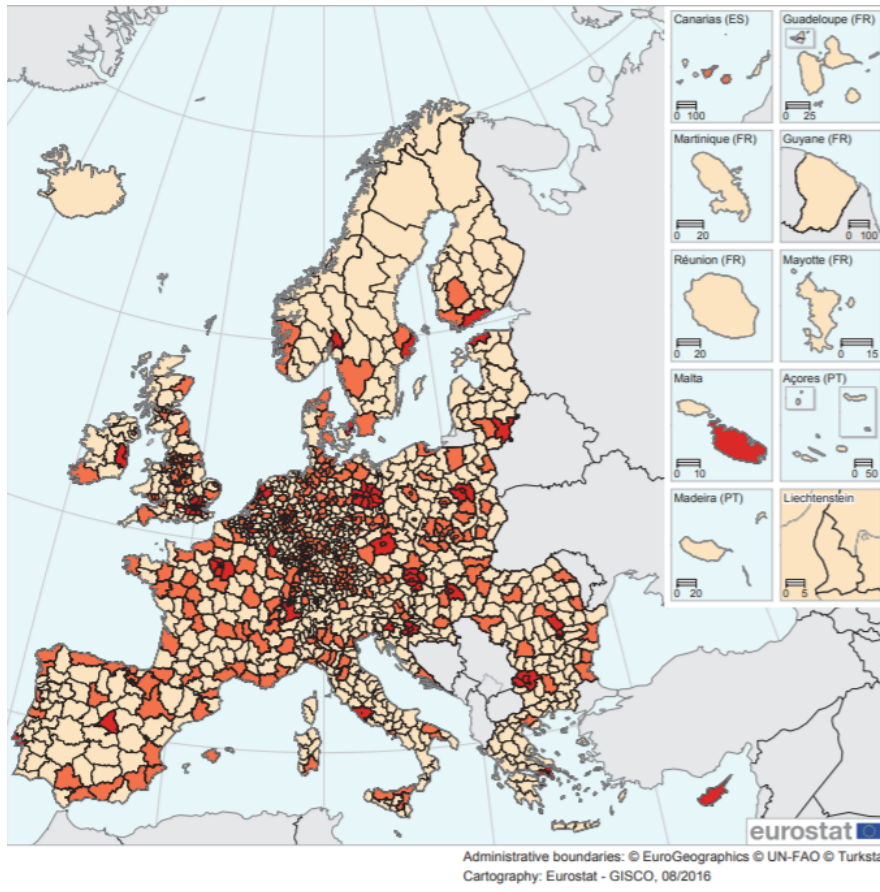 Canarias (ES)
0 100
Guadeloupe (FR)
0 25
Martinique (FR)
0 20
Guyane (FR)
0 100
Réunion (FR)
0 20
Mayotte (FR)
0 15
Malta
0 10
Açores (PT)
0 50
Madeira (PT)
0 20
Liechtenstein
0 5
eurostat
Administrative boundaries: © EuroGeographics © UN-FAO © Turksta
Cartography: Eurostat - GISCO, 08/2016